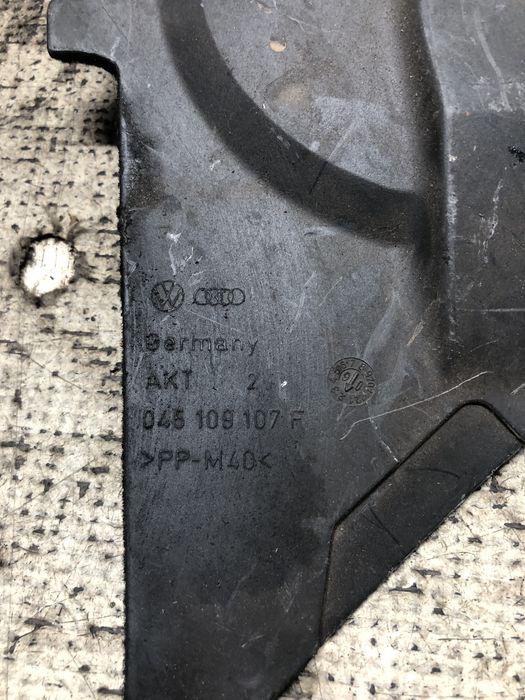 Germany
AKT 2
045 109 107 F
>PP-M40<